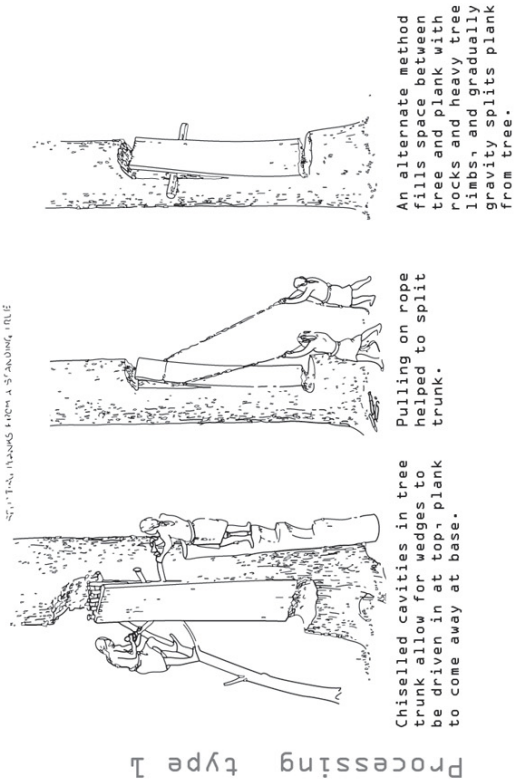 PLANKS FROM A STANDING TREE
Chiselled cavities in tree
trunk allow for wedges to
be driven in at top, plank
to come away at base.
Pulling on rope
helped to split
trunk.
An alternate method
fills space between
tree and plank with
rocks and heavy tree
limbs, and gradually
gravity splits plank
from tree.
Processing type 1